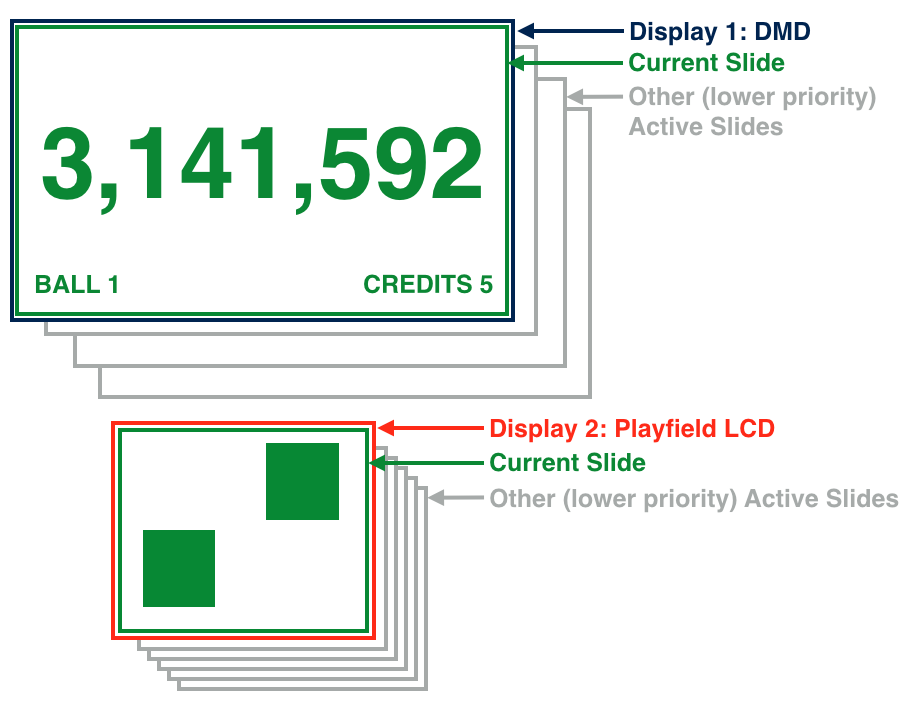 Display 1: DMD
Current Slide
Other (lower priority)
Active Slides
3,141,592
BALL 1 CREDITS 5
Display 2: Playfield LCD
Current Slide
Other (lower priority) Active Slides